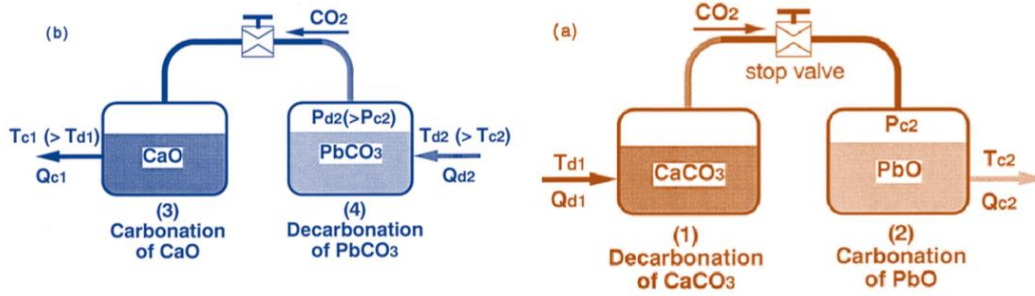 (b)
CO2
Tc1 (> Td1)
Qc1
CaO
Pd2(>Pc2)
PbCO3
Td2 (> Tc2)
Qd2
(3)
Carbonation
of CaO
(4)
Decarbonation
of PbCO3
(a)
CO2
stop valve
Td1
Qd1
CaCO3
Pc2
PbO
Tc2
Qc2
(1)
Decarbonation
of CaCO3
(2)
Carbonation
of PbO